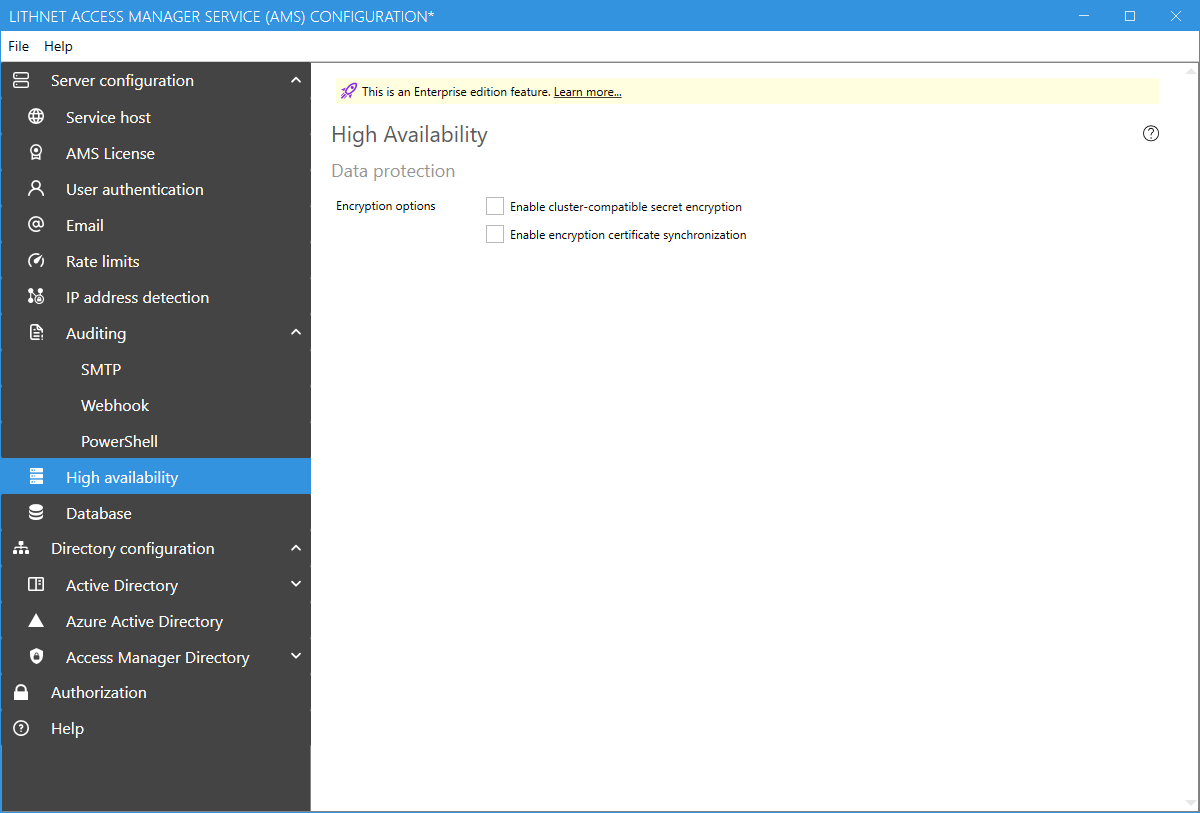 LITHNET ACCESS MANAGER SERVICE (AMS) CONFIGURATION*
File Help
Server configuration
Service host
AMS License
User authentication
Email
Rate limits
IP address detection
Auditing
SMTP
Webhook
PowerShell
High availability
Database
Directory configuration
Active Directory
Azure Active Directory
Access Manager Directory
Authorization
Help
This is an Enterprise edition feature. Learn more...
High Availability
Data protection
Encryption options
Enable cluster-compatible secret encryption
Enable encryption certificate synchronization